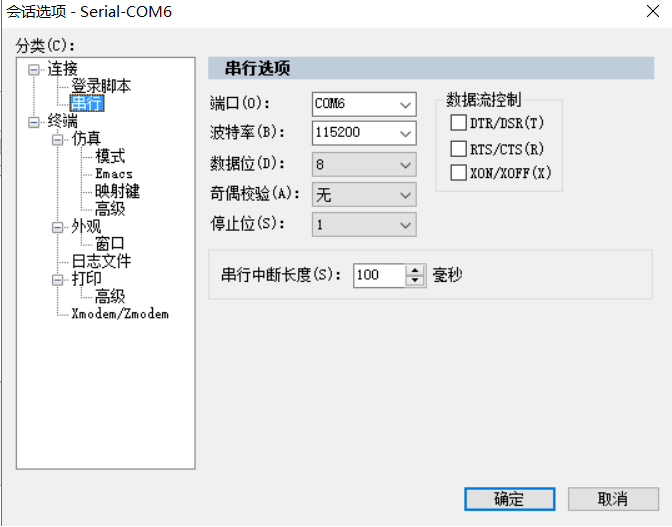 会话选项 - Serial-COM6
分类(C):
连接
登录脚本
串行
终端
仿真
模式
Emacs
映射键
高级
外观
窗口
日志文件
打印
高级
Xmodem/Zmodem
串行选项
端口(O): COM6
波特率(B): 115200
数据位(D): 8
奇偶校验(A): 无
停止位(S): 1
数据流控制
DTR/DSR(T)
RTS/CTS(R)
XON/XOFF(X)
串行中断长度(S): 100 毫秒
确定 取消